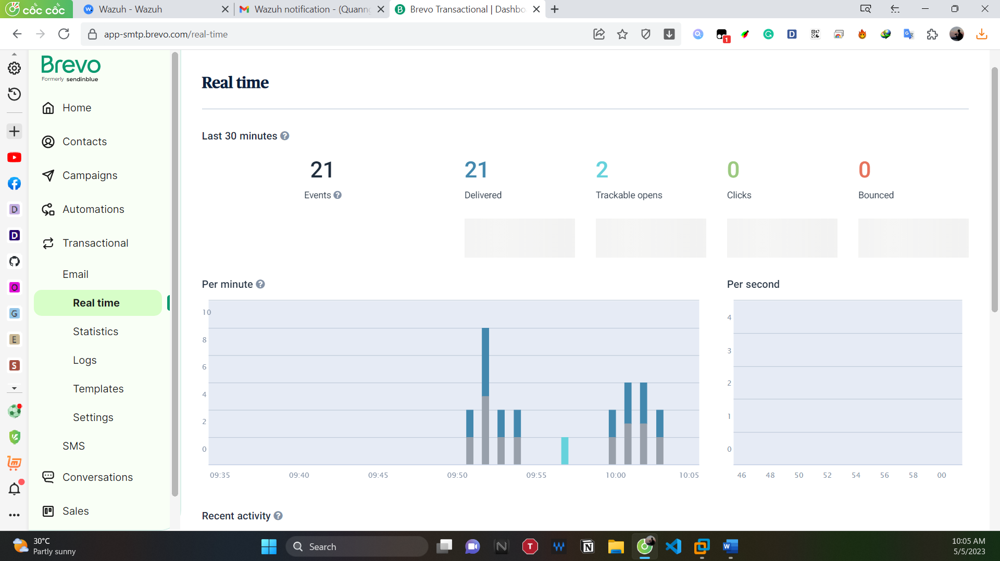 cốc cốc
Wazuh - Wazuh
Wazuh notification - (Quanng
Brevo Transactional | Dashbo
app-smtp.brevo.com/real-time
1
Brevo
Formerly sendinblue
Home
Contacts
Campaigns
Automations
Transactional
Email
Real time
Statistics
Logs
Templates
Settings
SMS
Conversations
Sales
D
D
O
G
E
S
Real time
Last 30 minutes
21
Events
21
Delivered
2
Trackable opens
0
Clicks
0
Bounced
Per minute
10
8
6
4
2
0
09:35 09:40 09:45 09:50 09:55 10:00 10:05
Per second
4
3
2
1
0
46 48 50 52 54 56 58 00
Recent activity
30°C
Partly sunny
Search
10:05 AM
5/5/2023